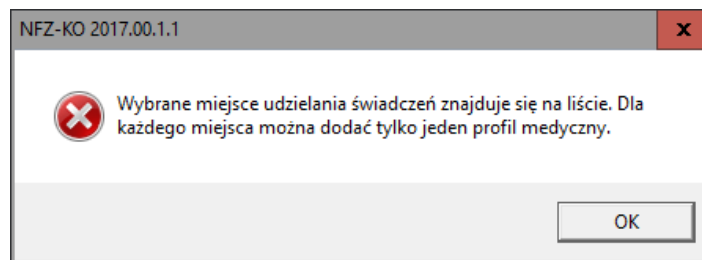 NFZ-KO 2017.00.1.1
x
Wybrane miejsce udzielania świadczeń znajduje się na liście. Dla
każdego miejsca można dodać tylko jeden profil medyczny.
OK